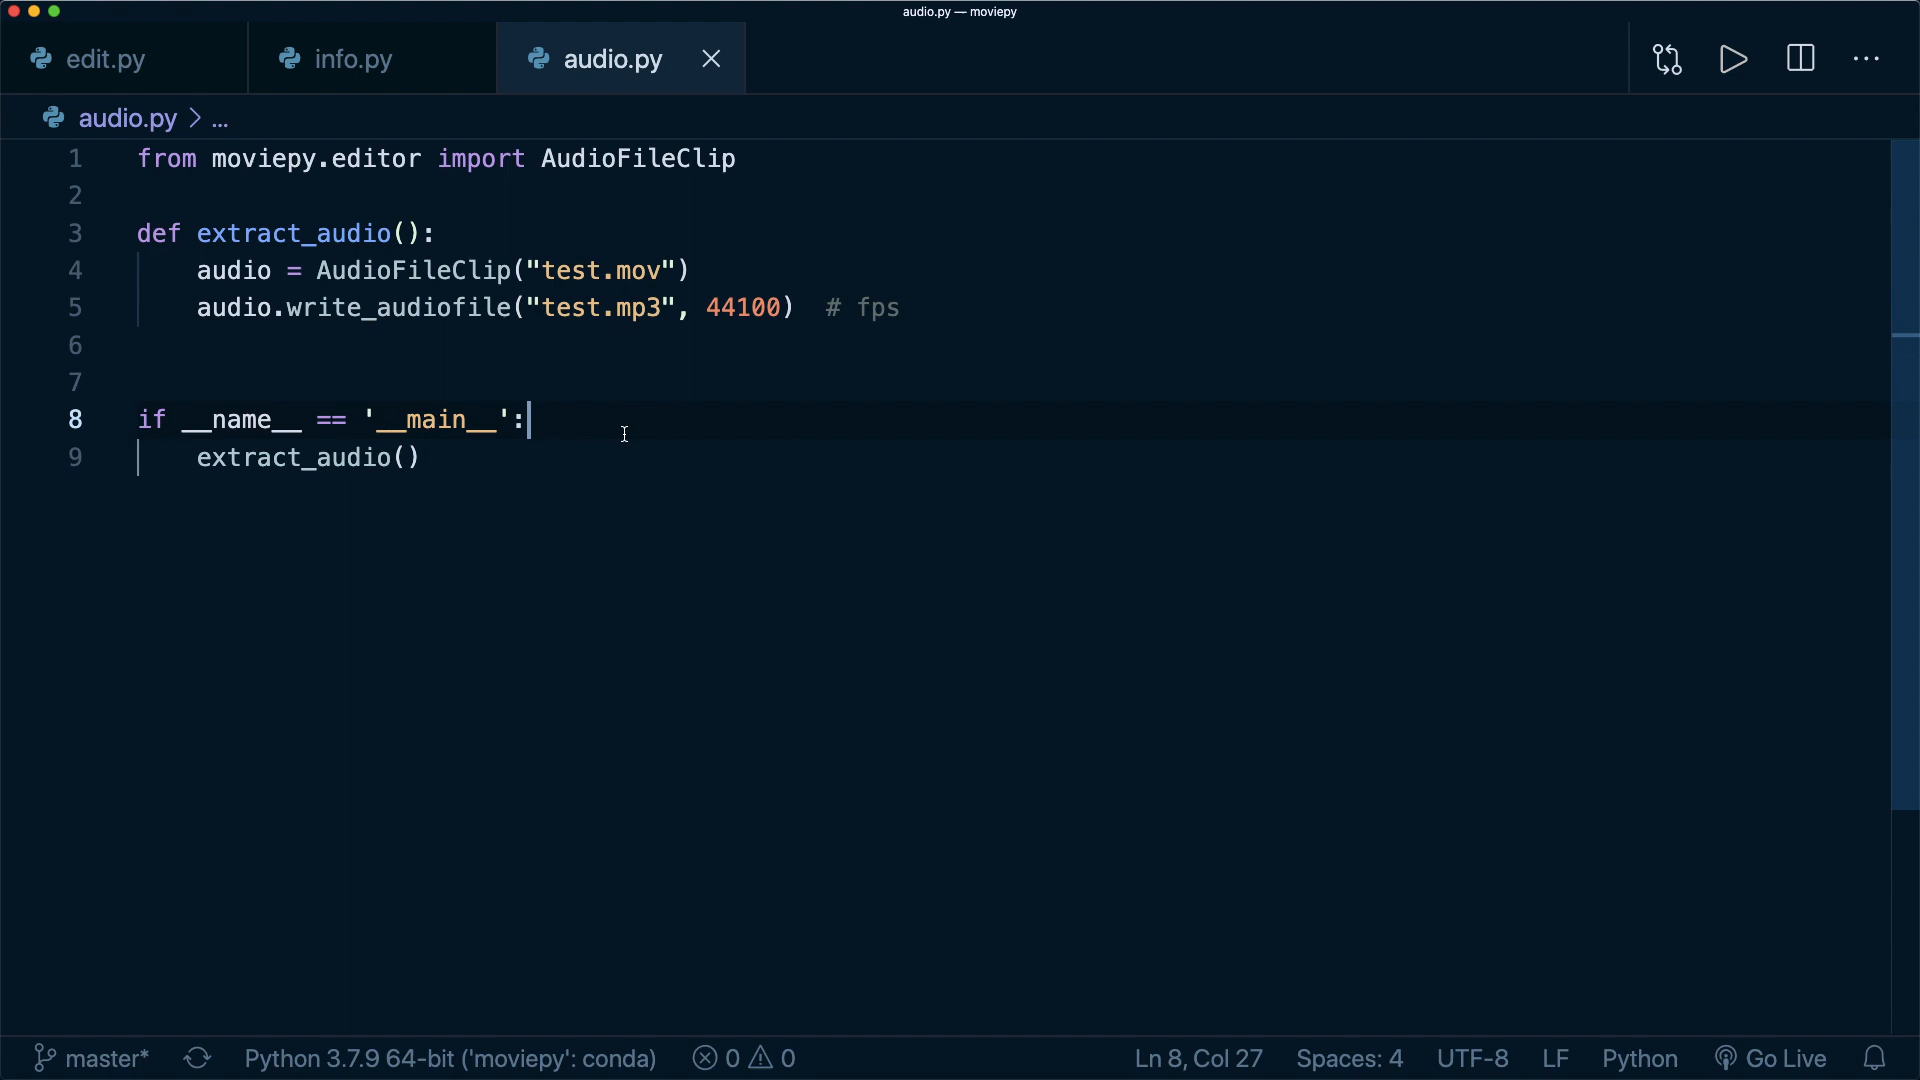 audio.py — moviepy
edit.py
info.py
audio.py
audio.py > ...
1 from moviepy.editor import AudioFileClip
2
3 def extract_audio():
4     audio = AudioFileClip("test.mov")
5     audio.write_audiofile("test.mp3", 44100)  # fps
6
7
8 if __name__ == '__main__':
9     extract_audio()
master* Python 3.7.9 64-bit ('moviepy': conda) 0 0 Ln 8, Col 27 Spaces: 4 UTF-8 LF Python Go Live